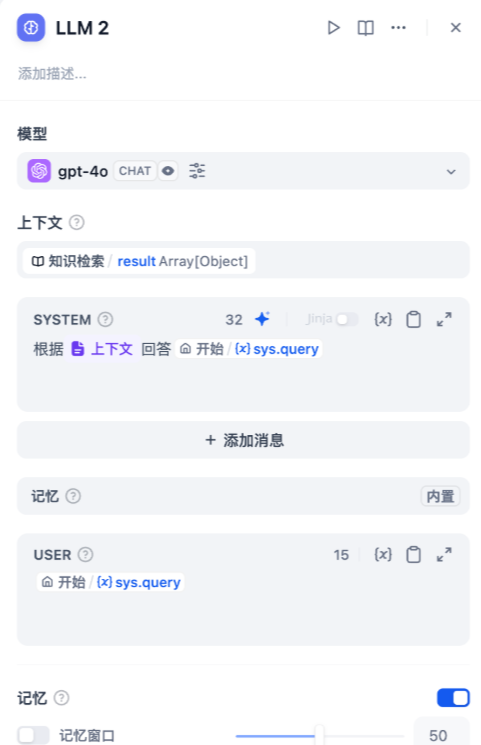 LLM 2
添加描述...
模型
gpt-4o CHAT
上下文
知识检索 / result Array[Object]
SYSTEM 32 Jinja {x}
根据 上下文 回答 开始 / {x} sys.query
+ 添加消息
记忆 内置
USER 15 {x}
开始 / {x} sys.query
记忆
记忆窗口 50